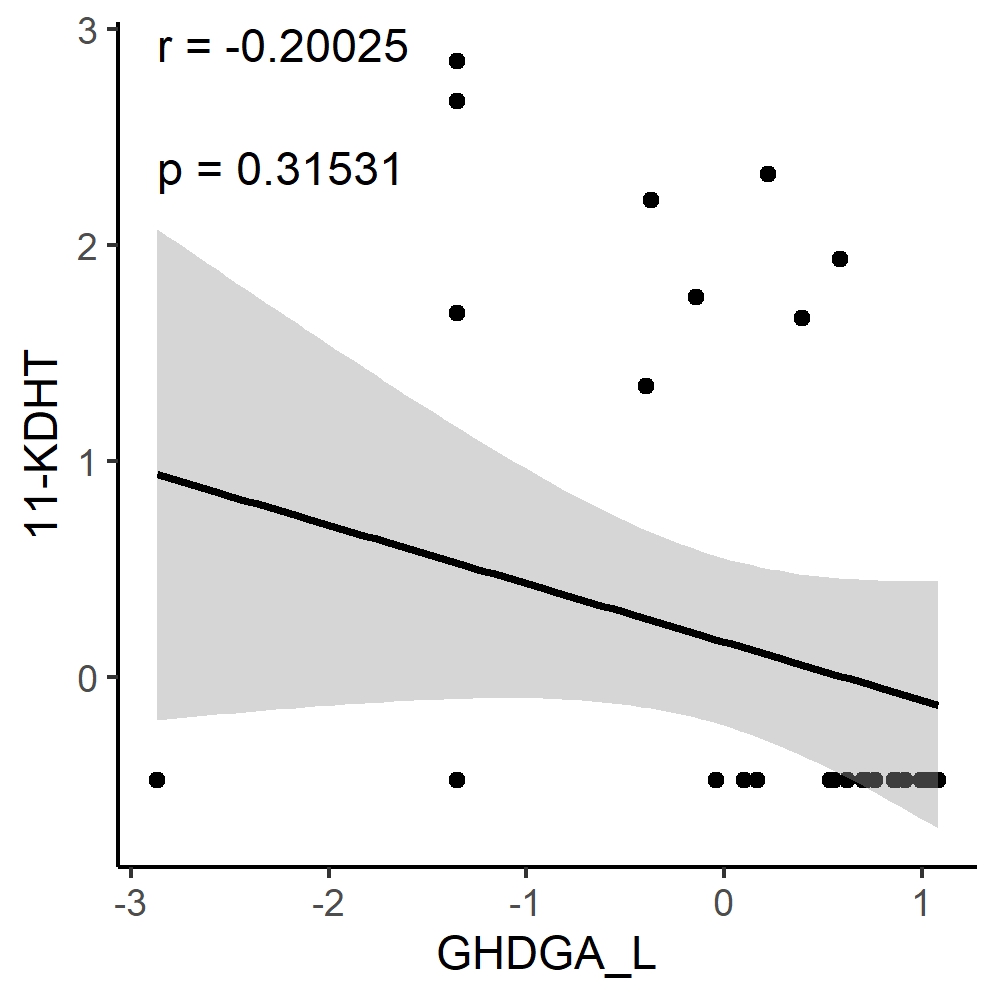 r = -0.20025
p = 0.31531
3
2
1
0
11-KDHT
-3
-2
-1
0
1
GHDGA_L